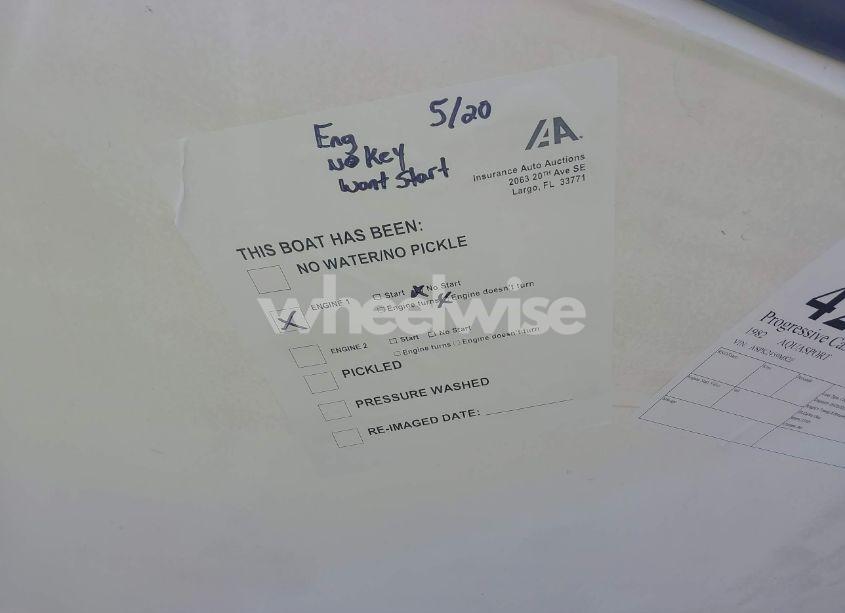 Eng 5/20
No Key
Wont Start
IAA
Insurance Auto Auctions
2063 20TH Ave SE
Largo, FL 33771
THIS BOAT HAS BEEN:
NO WATER/NO PICKLE
ENGINE 1 Start X No Start
Engine turns X Engine doesn't turn
X
wheelwise
ENGINE 2 Start No Start
Engine turns Engine doesn't turn
PICKLED
PRESSURE WASHED
RE-IMAGED DATE:
Progressive
1982 AQUASPORT
VIN